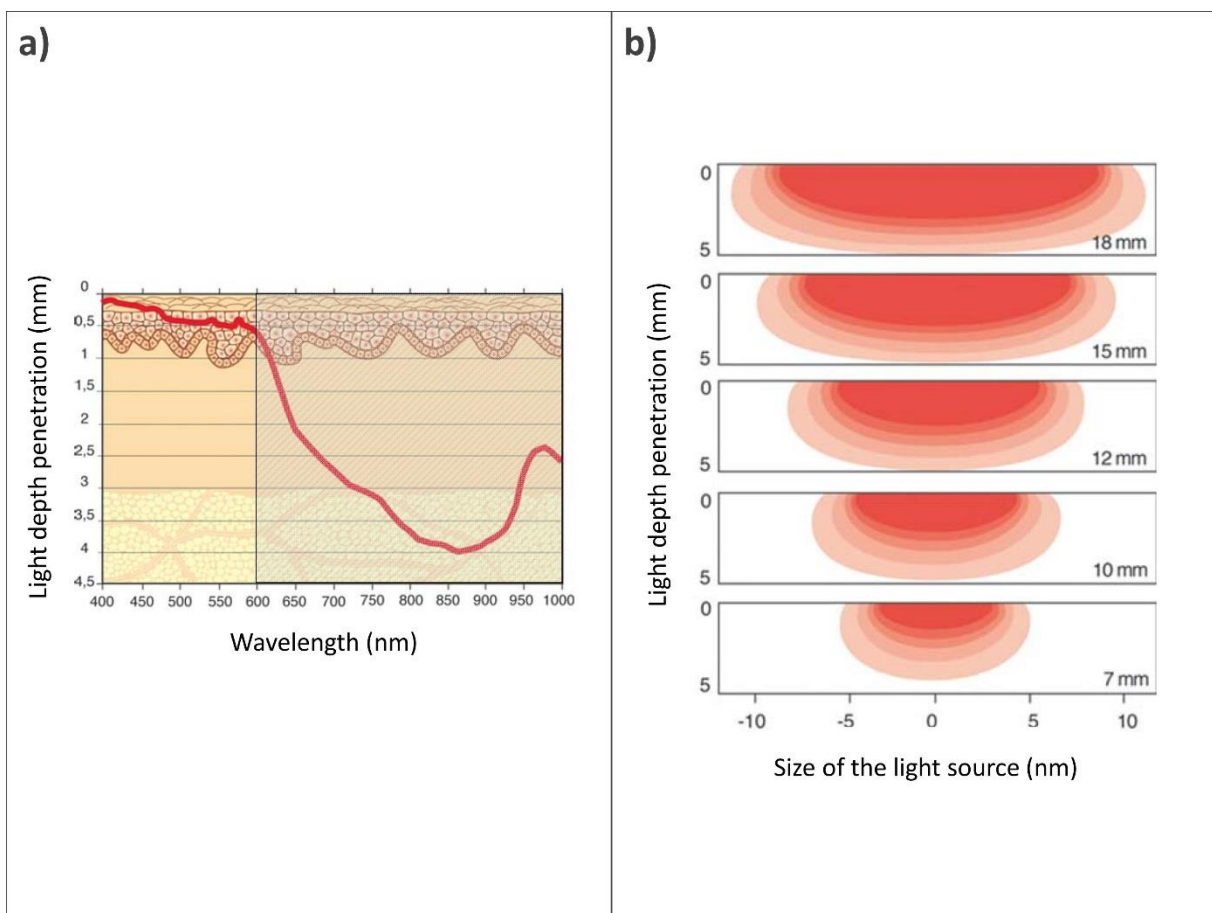 a)
Light depth penetration (mm)
0
0,5
1
1,5
2
2,5
3
3,5
4
4,5
400 450 500 550 600 650 700 750 800 850 900 950 1000
Wavelength (nm)
b)
Light depth penetration (mm)
0
5
18 mm
0
5
15 mm
0
5
12 mm
0
5
10 mm
0
5
7 mm
-10 -5 0 5 10
Size of the light source (nm)